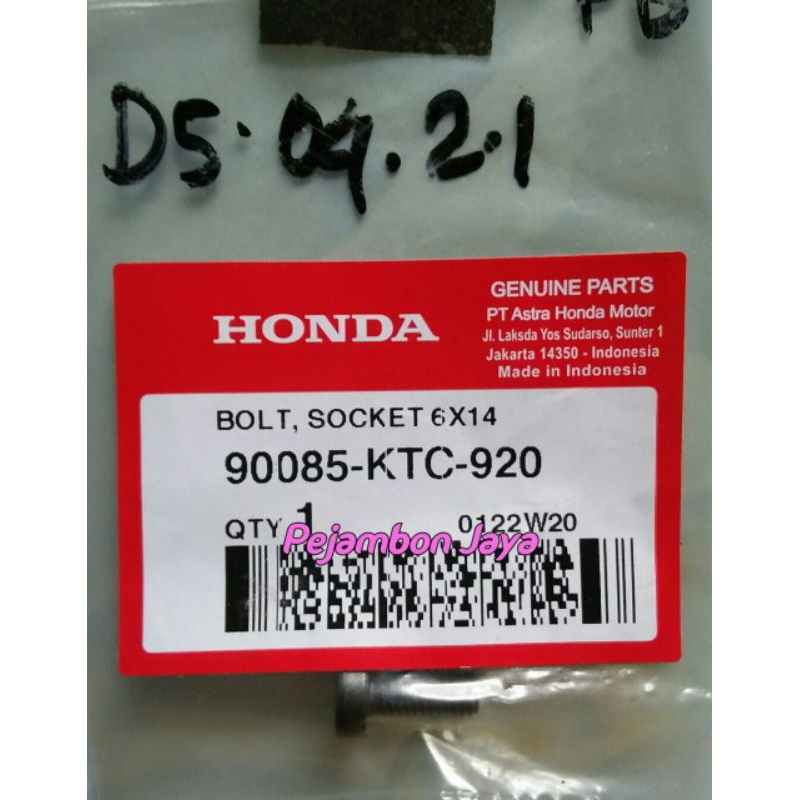 D5.04.2.1
HONDA
GENUINE PARTS
PT Astra Honda Motor
Jl. Laksda Yos Sudarso, Sunter 1
Jakarta 14350 - Indonesia
Made in Indonesia
BOLT, SOCKET 6X14
90085-KTC-920
QTY 1 0122W20
Pejambon Jaya